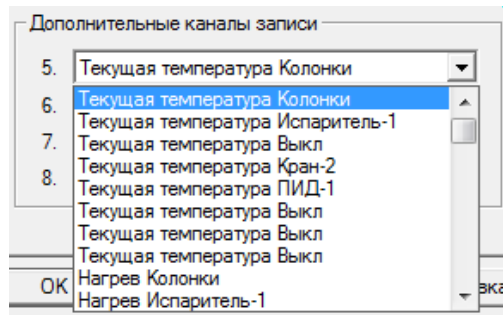 Дополнительные каналы записи
5. Текущая температура Колонки
6. Текущая температура Колонки
Текущая температура Испаритель-1
7. Текущая температура Выкл
Текущая температура Кран-2
8. Текущая температура ПИД-1
Текущая температура Выкл
Текущая температура Выкл
Текущая температура Выкл
Нагрев Колонки
OK Нагрев Испаритель-1